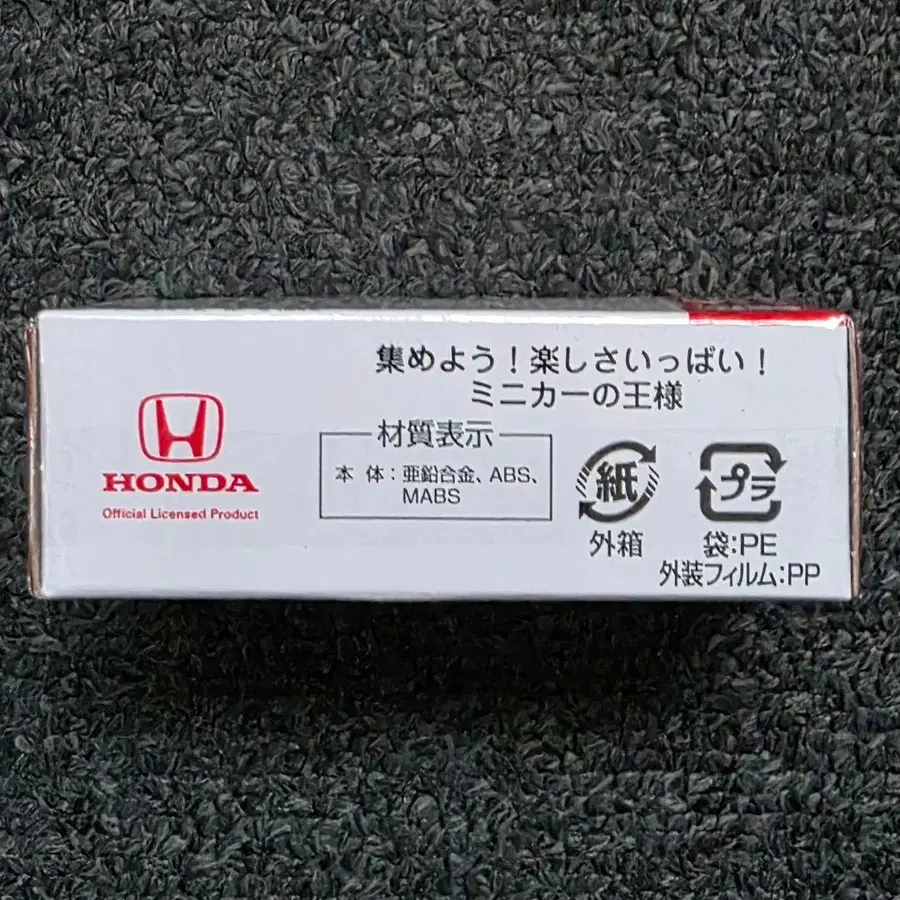 集めよう！楽しさいっぱい！
ミニカーの王様
HONDA
Official Licensed Product
材質表示
本 体：亜鉛合金、ABS、
MABS
紙
外箱
プラ
袋:PE
外装フィルム:PP